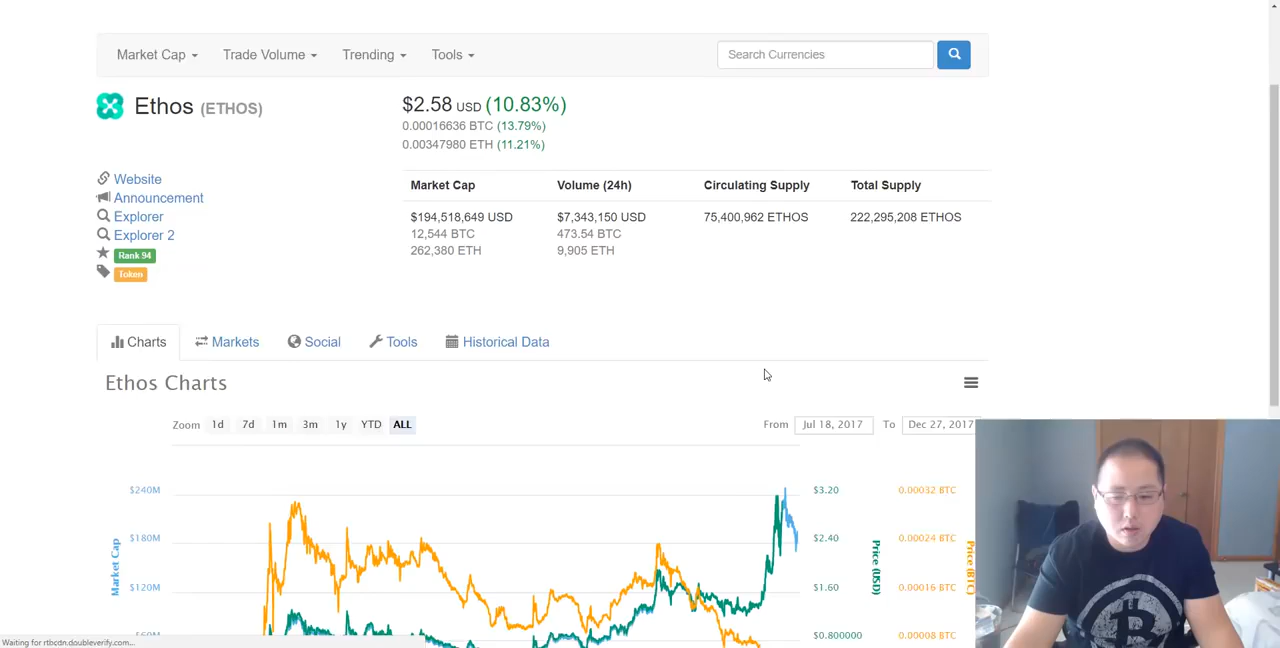 Market Cap Trade Volume Trending Tools Search Currencies
Ethos (ETHOS)
$2.58 USD (10.83%)
0.00016636 BTC (13.79%)
0.00347980 ETH (11.21%)
Website
Announcement
Explorer
Explorer 2
Rank 94
Token
Market Cap Volume (24h) Circulating Supply Total Supply
$194,518,649 USD $7,343,150 USD 75,400,962 ETHOS 222,295,208 ETHOS
12,544 BTC 473.54 BTC
262,380 ETH 9,905 ETH
Charts Markets Social Tools Historical Data
Ethos Charts
Zoom 1d 7d 1m 3m 1y YTD ALL From Jul 18, 2017 To Dec 27, 2017
$240M $3.20 0.00032 BTC
$180M $2.40 0.00024 BTC
$120M $1.60 0.00016 BTC
$60M $0.800000 0.00008 BTC
Market Cap
Price (USD)
Price (BTC)
Waiting for rtbcdn.doubleverify.com...